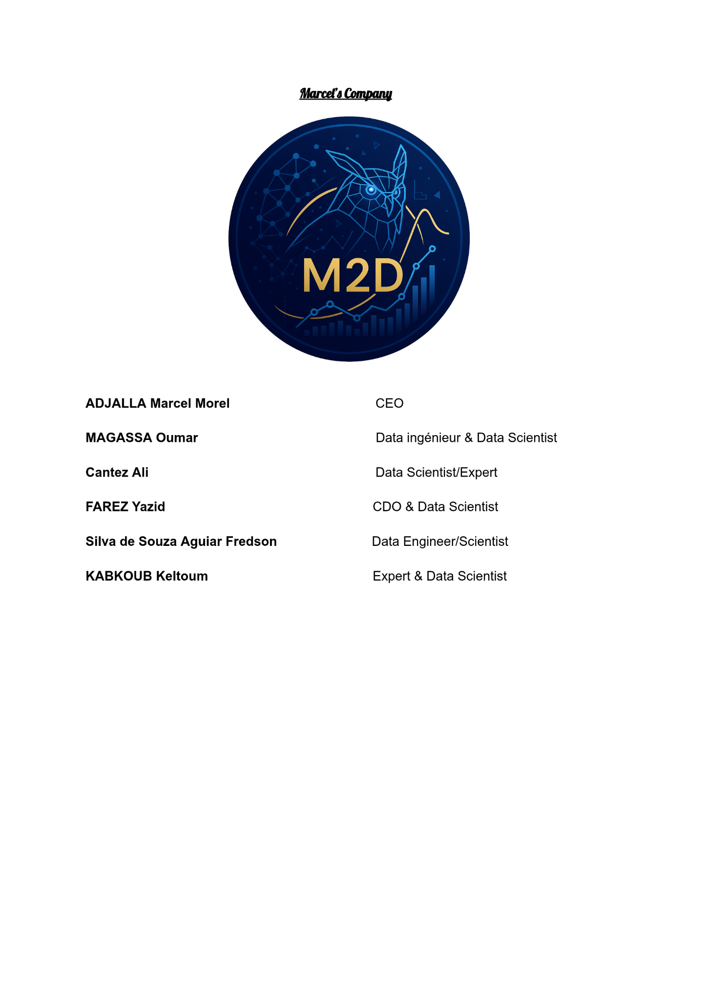 Marcel's Company
M2D
ADJALLA Marcel Morel CEO
MAGASSA Oumar Data ingénieur & Data Scientist
Cantez Ali Data Scientist/Expert
FAREZ Yazid CDO & Data Scientist
Silva de Souza Aguiar Fredson Data Engineer/Scientist
KABKOUB Keltoum Expert & Data Scientist